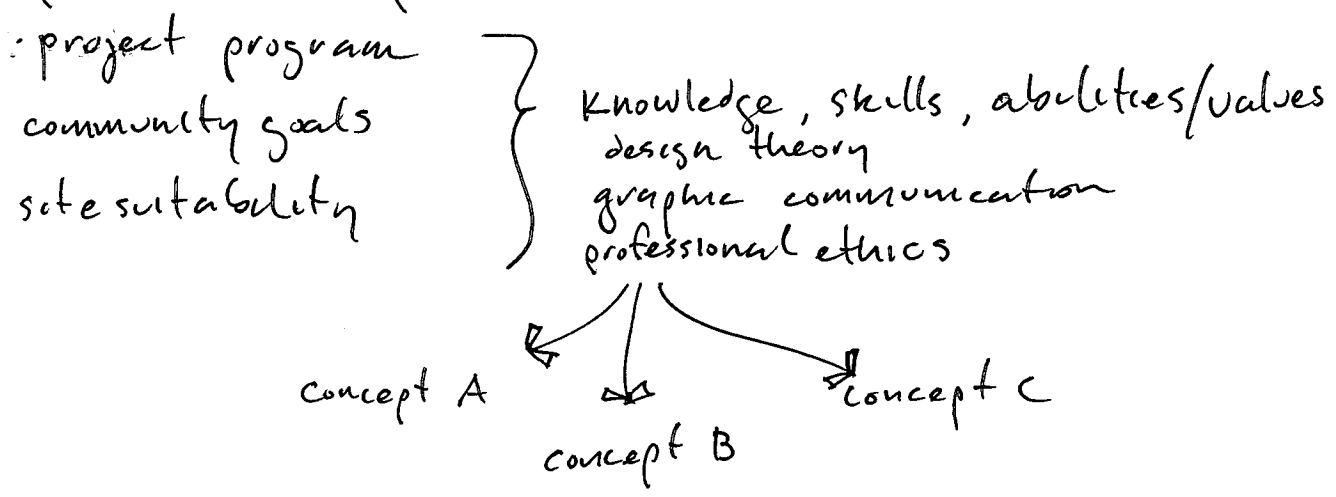 : project program
community goals
site suitability
knowledge, skills, abilities/values
design theory
graphic communication
professional ethics
concept A
concept B
concept C